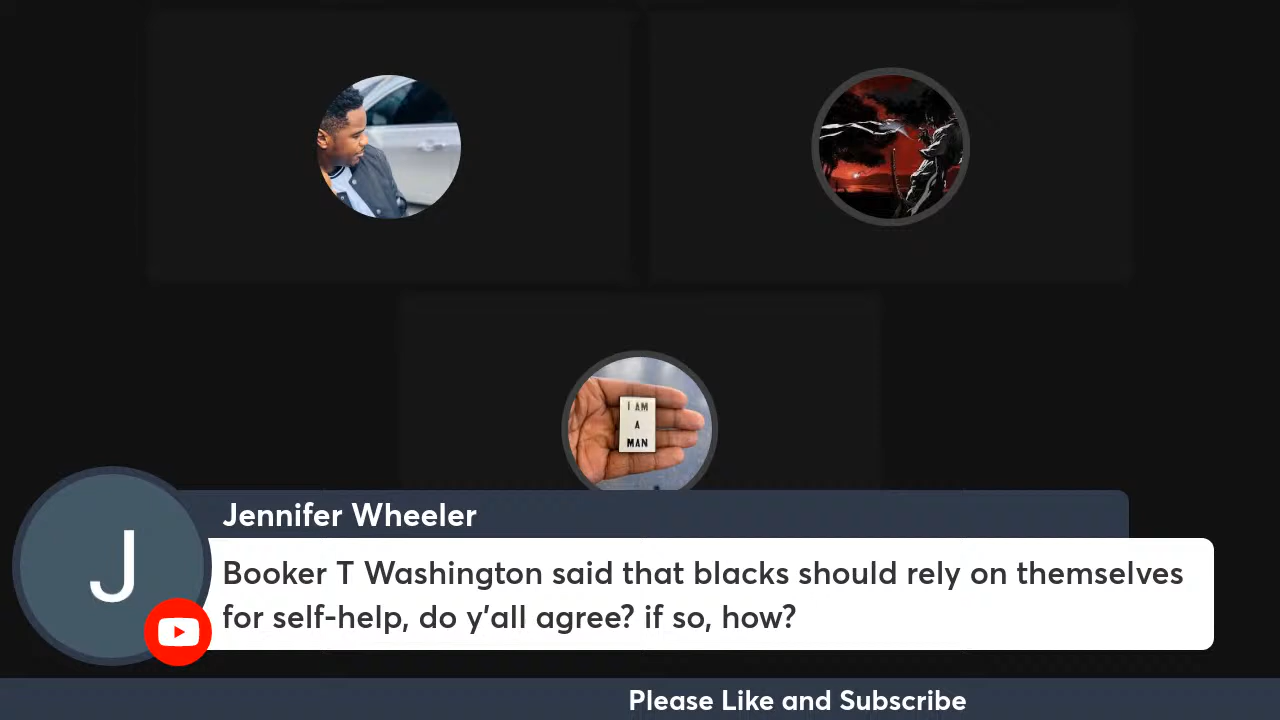 I AM
A
MAN
Jennifer Wheeler
Booker T Washington said that blacks should rely on themselves
for self-help, do y'all agree? if so, how?
J
Please Like and Subscribe